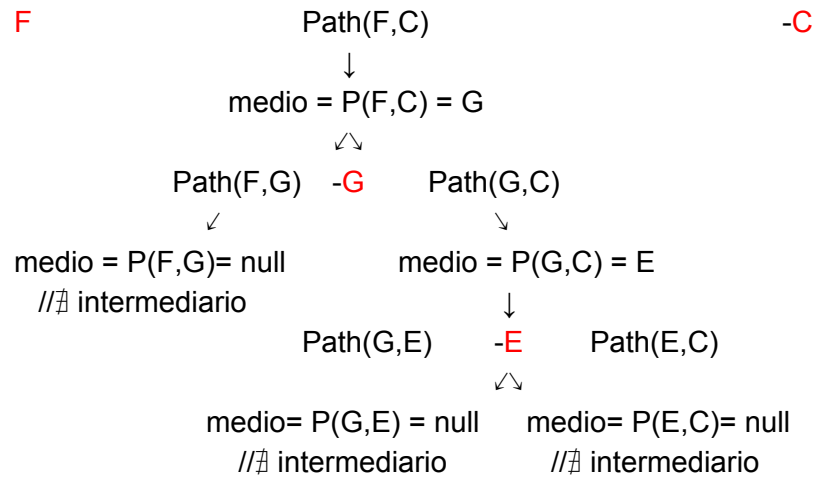 F Path(F,C) -C
↓
medio = P(F,C) = G
↙↘
Path(F,G) -G Path(G,C)
↙ ↘
medio = P(F,G)= null medio = P(G,C) = E
//∄ intermediario ↓
Path(G,E) -E Path(E,C)
↙↘
medio= P(G,E) = null medio= P(E,C)= null
//∄ intermediario //∄ intermediario